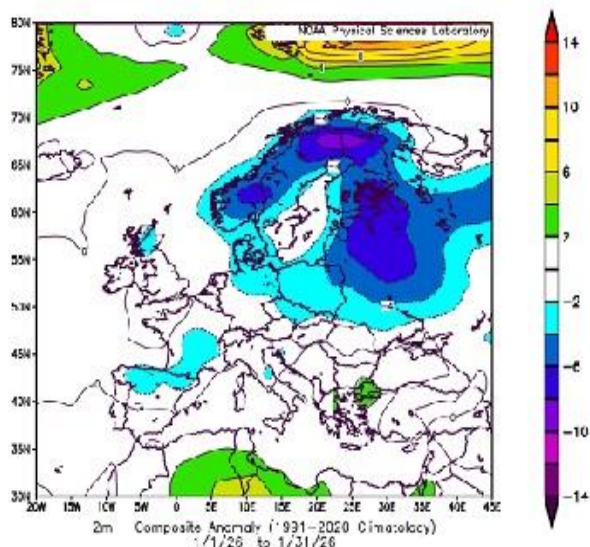 NOAA Physical Sciences Laboratory
80N
75N
70N
65N
60N
55N
50N
45N
40N
35N
30N
20W 15W 10W 5W 0 5E 10E 15E 20E 25E 30E 35E 40E 45E
14
10
6
2
-2
-6
-10
-14
2m Composite Anomaly (1991-2020 Climatology)
1/1/26 to 1/31/26